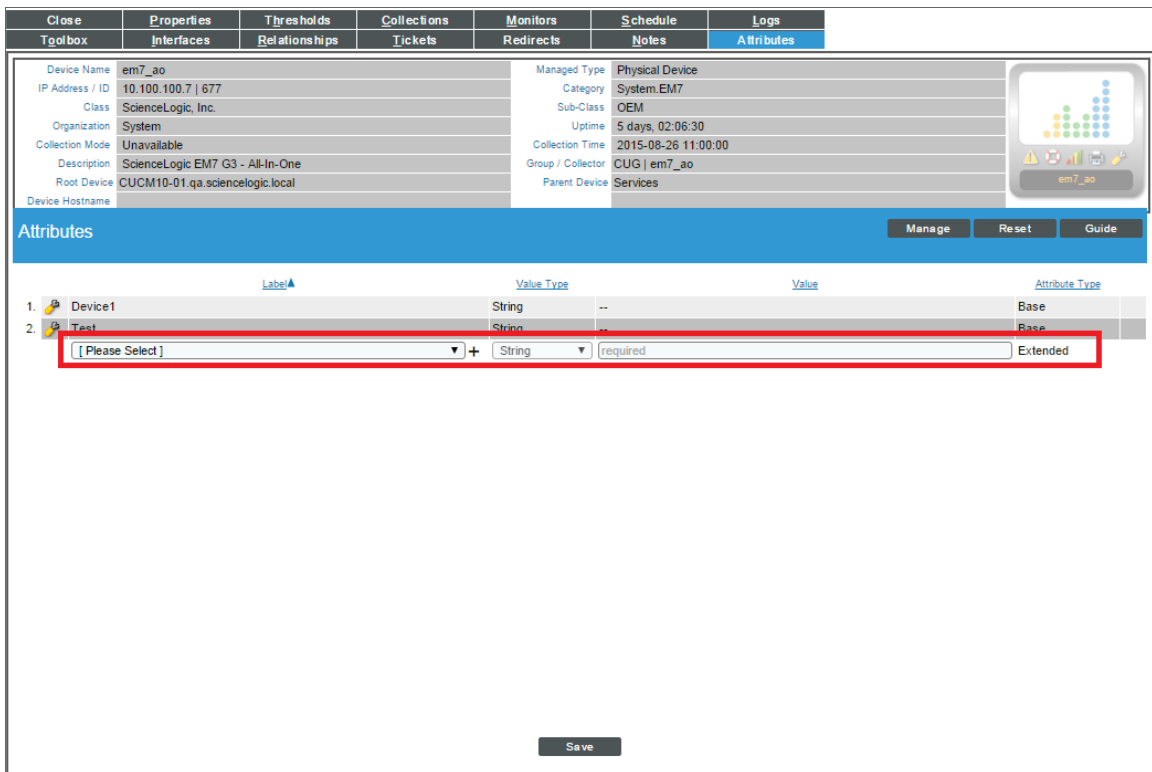 Close Properties Thresholds Collections Monitors Schedule Logs
Toolbox Interfaces Relationships Tickets Redirects Notes Attributes
Device Name em7_ao Managed Type Physical Device
IP Address / ID 10.100.100.7 | 677 Category System.EM7
Class ScienceLogic, Inc. Sub-Class OEM
Organization System Uptime 5 days, 02:06:30
Collection Mode Unavailable Collection Time 2015-08-26 11:00:00
Description ScienceLogic EM7 G3 - All-In-One Group / Collector CUG | em7_ao
Root Device CUCM10-01.qa.sciencelogic.local Parent Device Services
Device Hostname
em7_ao
Attributes Manage Reset Guide
Label Value Type Value Attribute Type
1. Device1 String -- Base
2. Test String -- Base
[ Please Select ] + String required Extended
Save